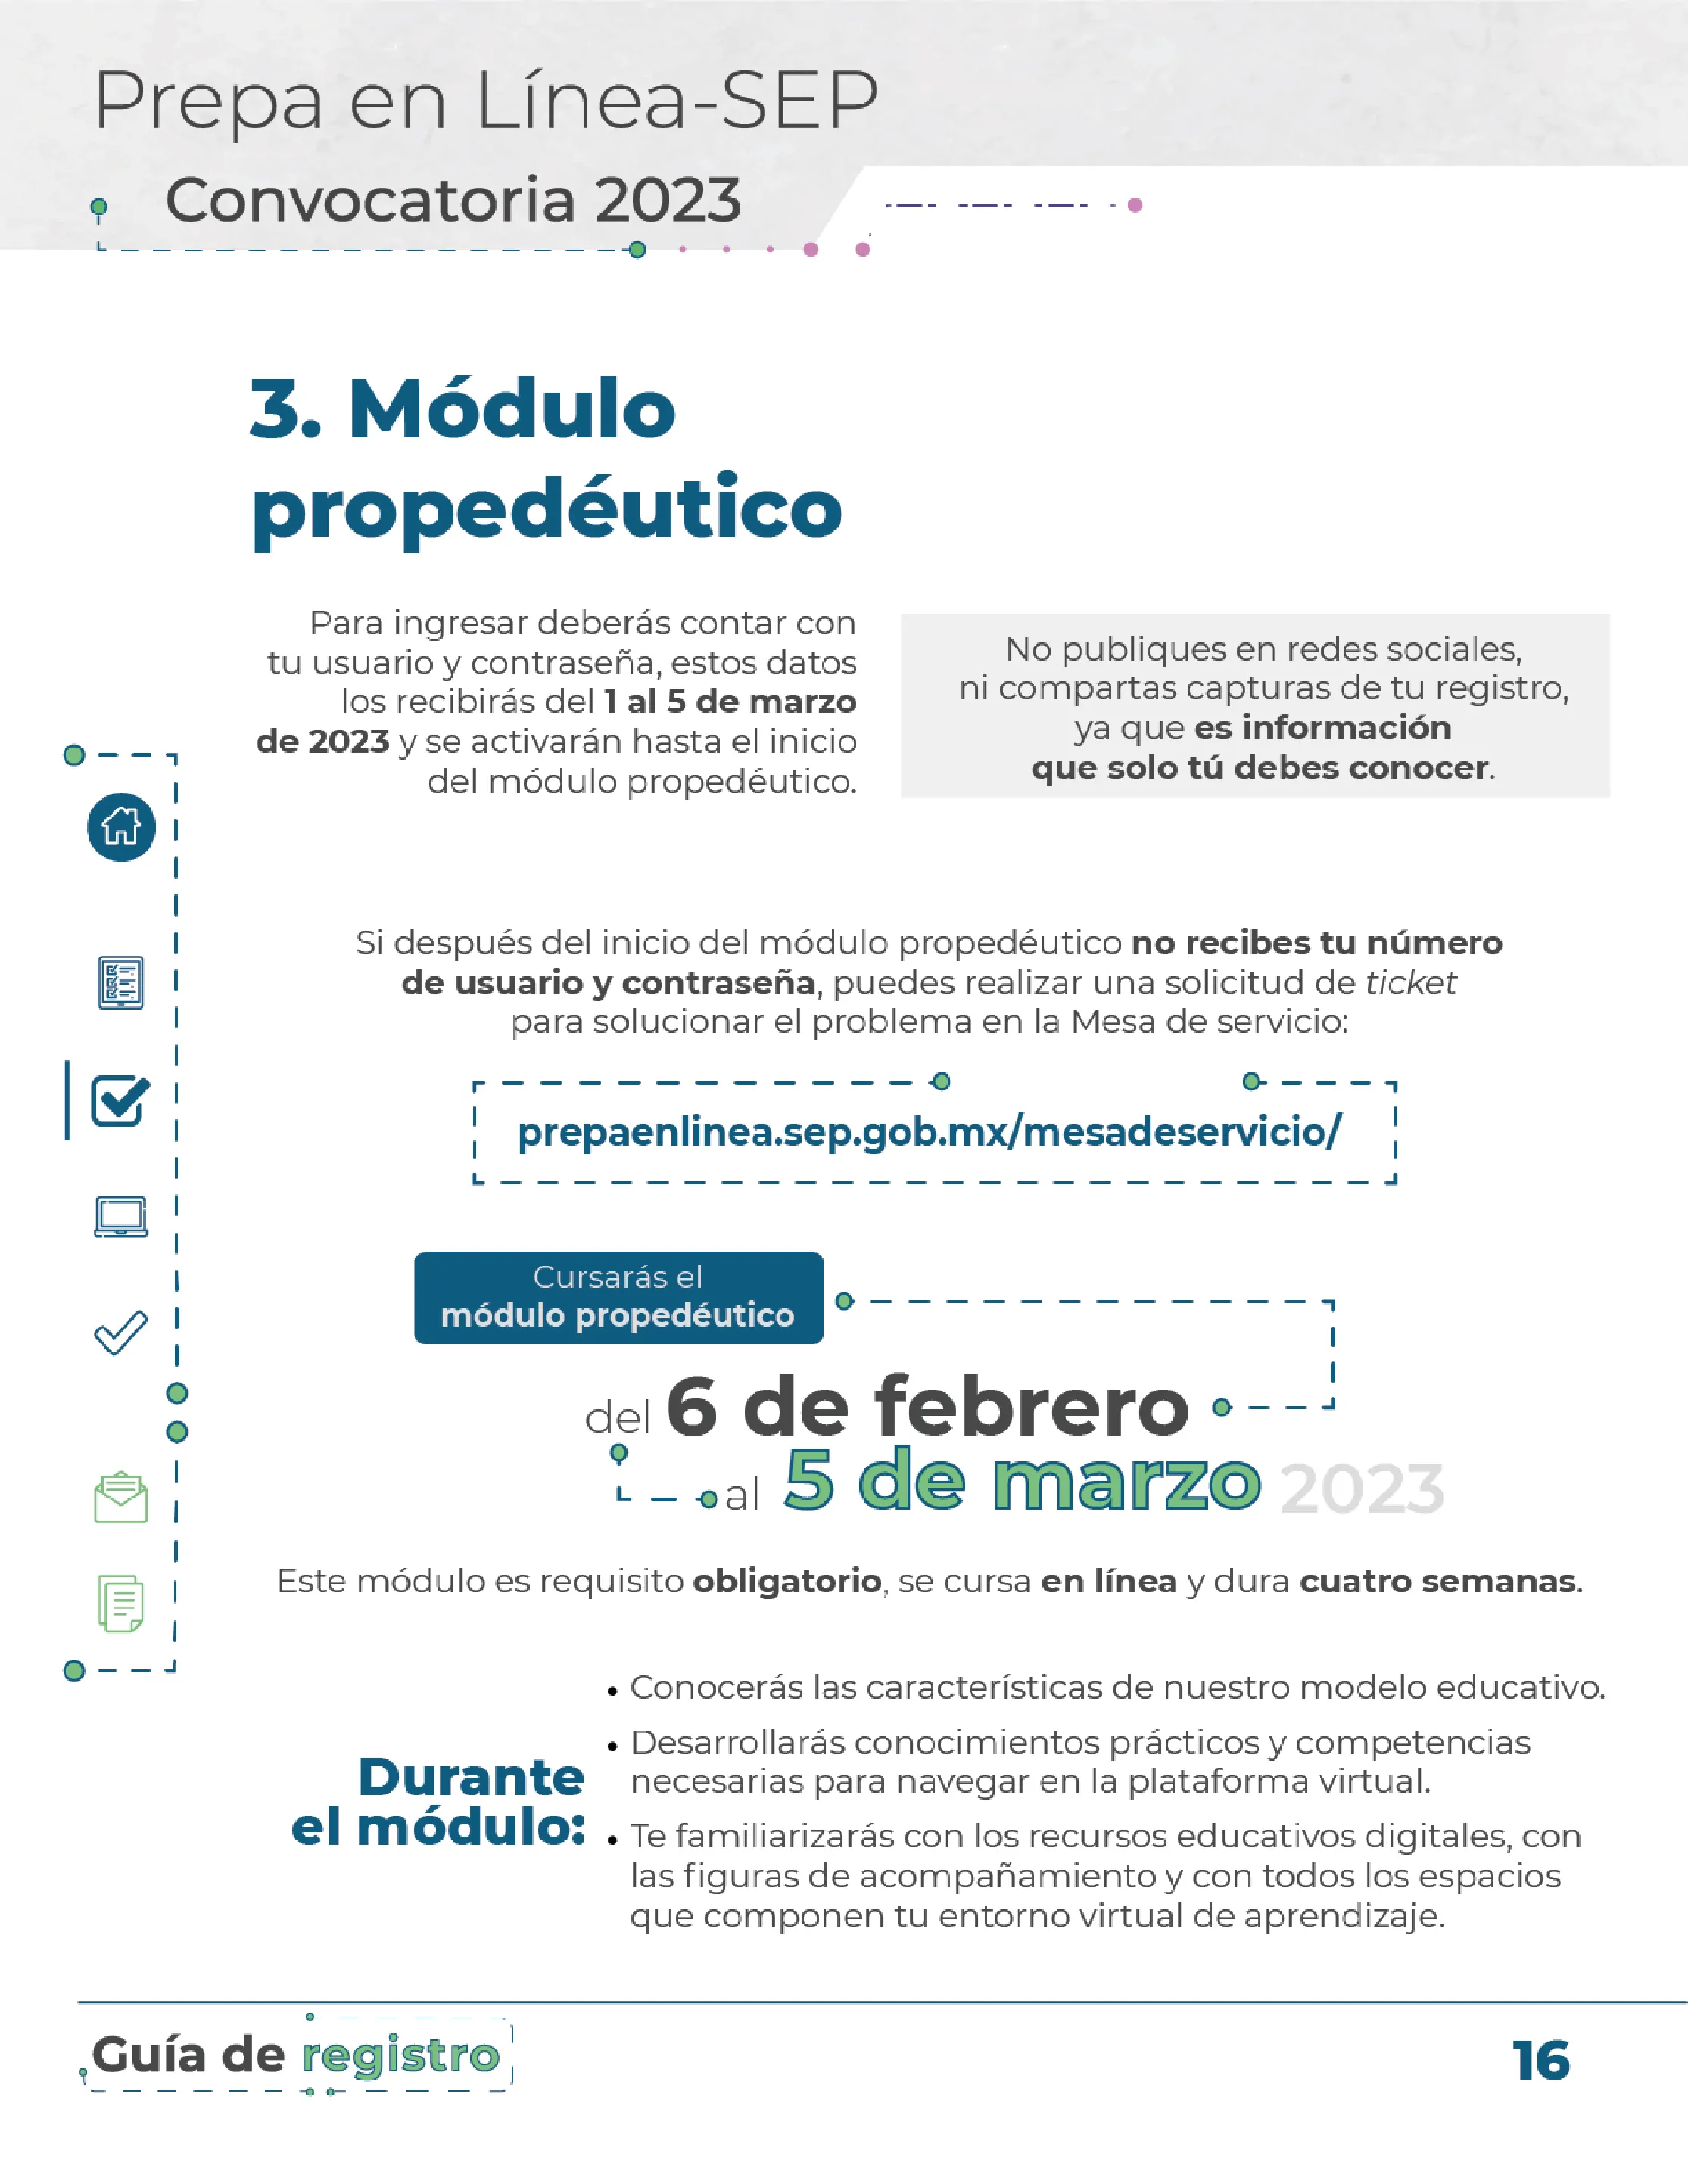 Prepa en Línea-SEP
Convocatoria 2023
3. Módulo
propedéutico
Para ingresar deberás contar con
tu usuario y contraseña, estos datos
los recibirás del 1 al 5 de marzo
de 2023 y se activarán hasta el inicio
del módulo propedéutico.
No publiques en redes sociales,
ni compartas capturas de tu registro,
ya que es información
que solo tú debes conocer.
Si después del inicio del módulo propedéutico no recibes tu número
de usuario y contraseña, puedes realizar una solicitud de ticket
para solucionar el problema en la Mesa de servicio:
prepaenlinea.sep.gob.mx/mesadeservicio/
Cursarás el
módulo propedéutico
del 6 de febrero
al 5 de marzo 2023
Este módulo es requisito obligatorio, se cursa en línea y dura cuatro semanas.
Durante
el módulo:
• Conocerás las características de nuestro modelo educativo.
• Desarrollarás conocimientos prácticos y competencias
necesarias para navegar en la plataforma virtual.
• Te familiarizarás con los recursos educativos digitales, con
las figuras de acompañamiento y con todos los espacios
que componen tu entorno virtual de aprendizaje.
Guía de registro
16